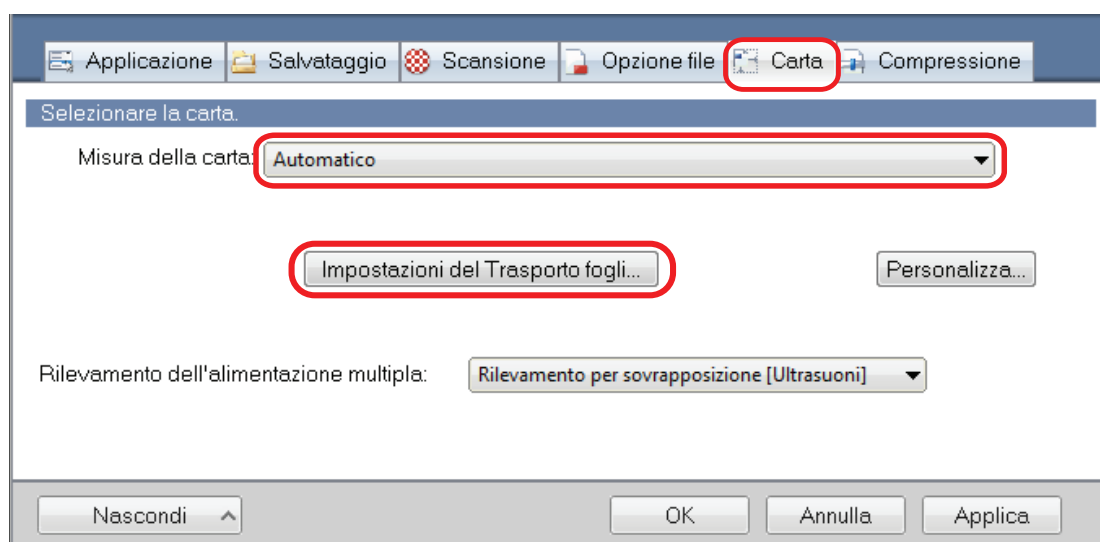 Applicazione Salvataggio Scansione Opzione file Carta Compressione
Selezionare la carta.
Misura della carta: Automatico
Impostazioni del Trasporto fogli... Personalizza...
Rilevamento dell'alimentazione multipla: Rilevamento per sovrapposizione [Ultrasuoni]
Nascondi OK Annulla Applica